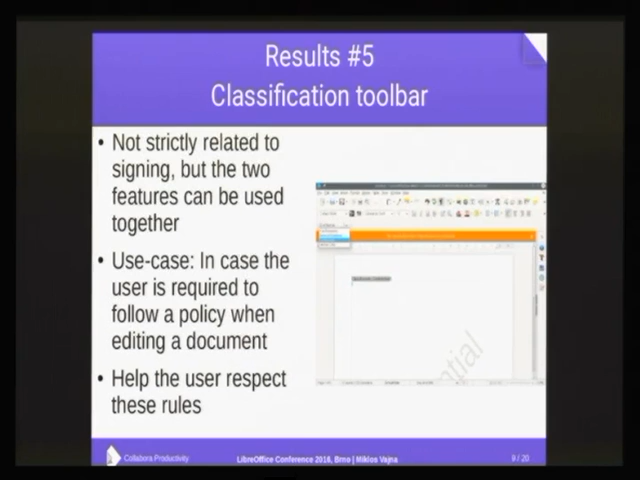 Results #5
Classification toolbar
• Not strictly related to
signing, but the two
features can be used
together
• Use-case: In case the
user is required to
follow a policy when
editing a document
• Help the user respect
these rules
ntial
Collabora Productivity
LibreOffice Conference 2016, Brno | Miklos Vajna
9 / 20